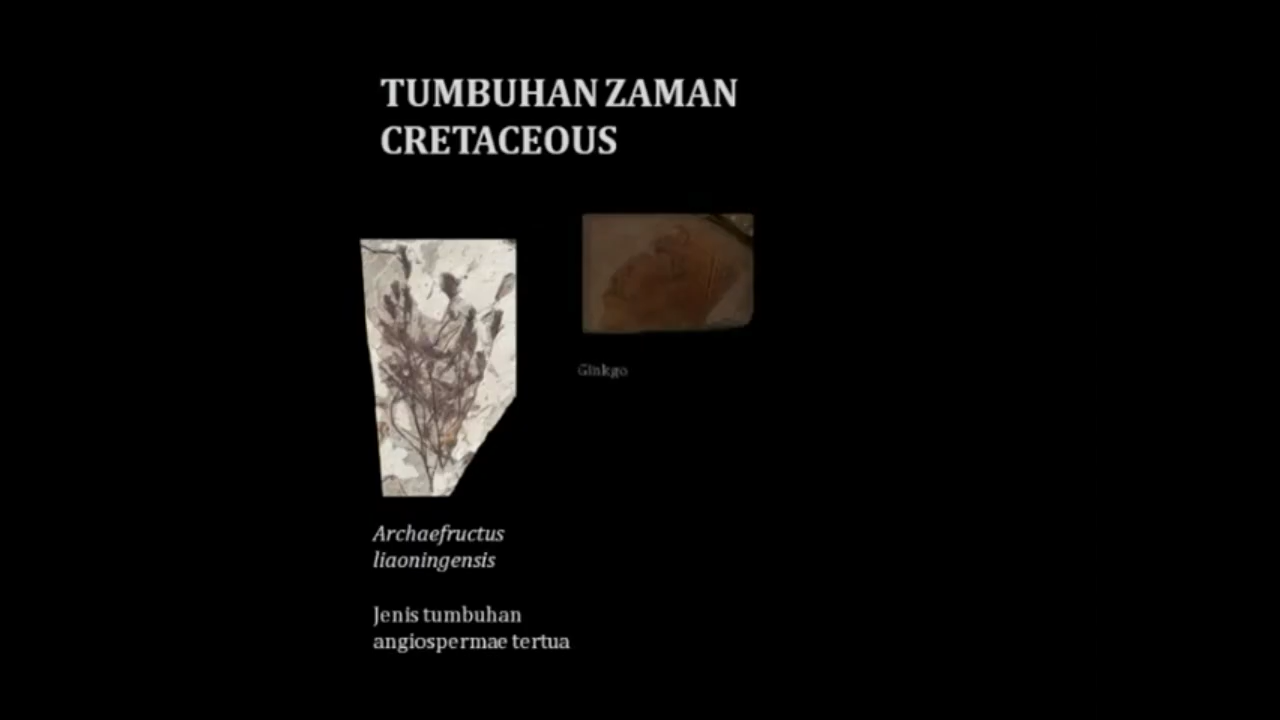 TUMBUHAN ZAMAN
CRETACEOUS
Ginkgo
Archaefructus
liaoningensis
Jenis tumbuhan
angiospermae tertua